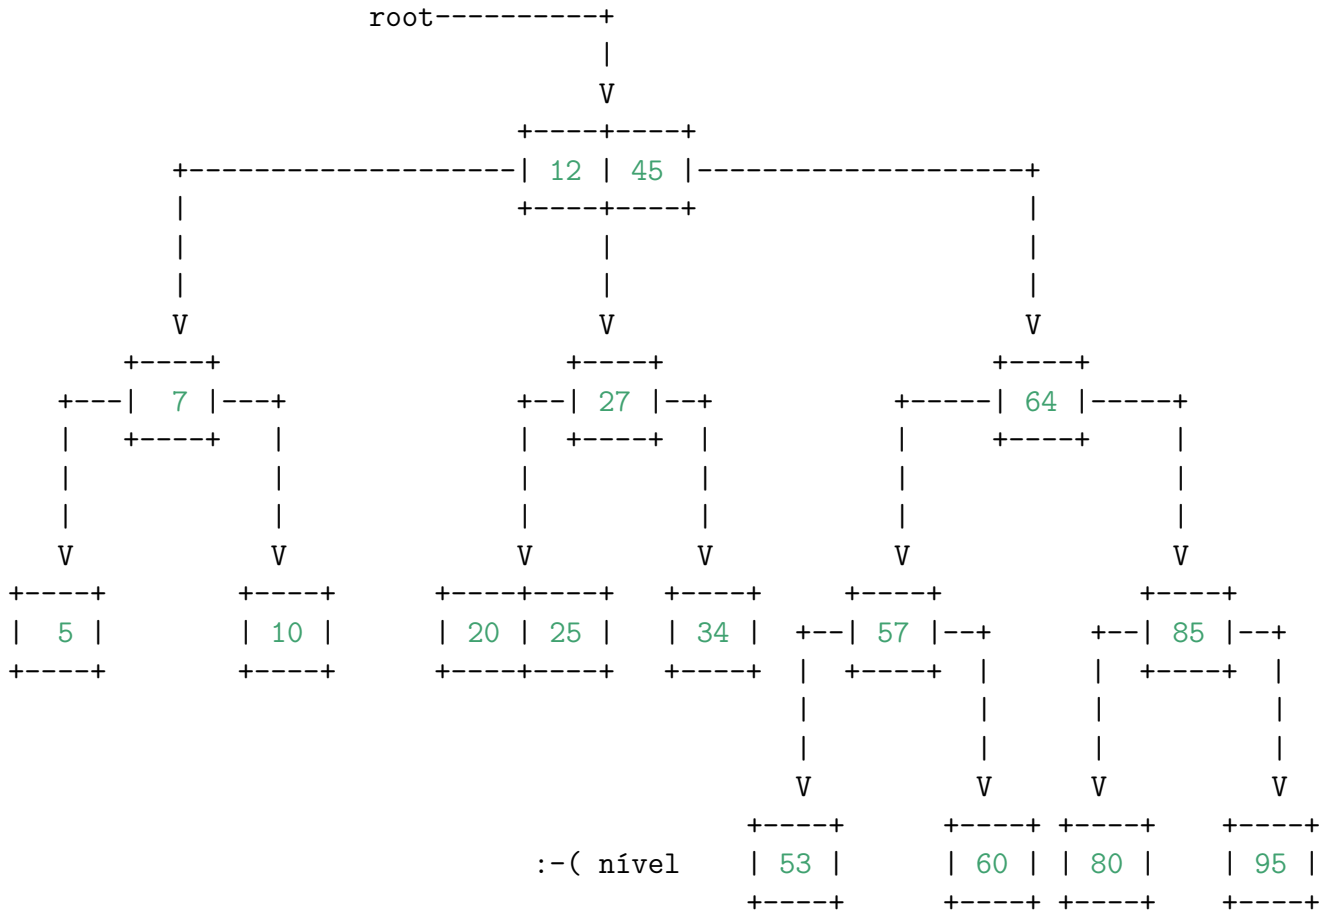 root----------+
|
V
+----+----+
+--------------------| 12 | 45 |--------------------+
| +----+----+ |
| | |
| | |
V V V
+----+ +----+ +----+
+---| 7 |---+ +--| 27 |--+ +-----| 64 |-----+
| +----+ | | +----+ | | +----+ |
| | | | | |
| | | | | |
V V V V V V
+----+ +----+ +----+----+ +----+ +----+ +----+
| 5 | | 10 | | 20 | 25 | | 34 | +--| 57 |--+ +--| 85 |--+
+----+ +----+ +----+----+ +----+ | +----+ | | +----+ |
| | | |
| | | |
V V V V
+----+ +----+ +----+ +----+
:-( nível | 53 | | 60 | | 80 | | 95 |
+----+ +----+ +----+ +----+